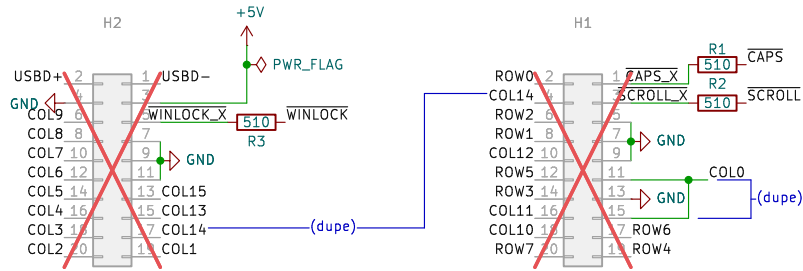 +5V
H2
H1
R1
USBD+ 2 1 USBD-
PWR_FLAG
ROW0 2 1 CAPS_X 510 CAPS
R2
GND 4 3
COL14 4 3 SCROLL_X 510 SCROLL
COL9 6 5 WINLOCK_X 510 WINLOCK
ROW2 6 5
R3
COL8 8 7
ROW1 8 7 GND
COL7 10 9 GND
COL12 10 9
COL6 12 11
ROW5 12 11 COL0
COL5 14 13 COL15
ROW3 14 13 GND (dupe)
COL4 16 15 COL13
COL11 16 15
COL3 18 17 COL14 (dupe)
COL10 18 17 ROW6
COL2 20 19 COL1
ROW7 20 19 ROW4